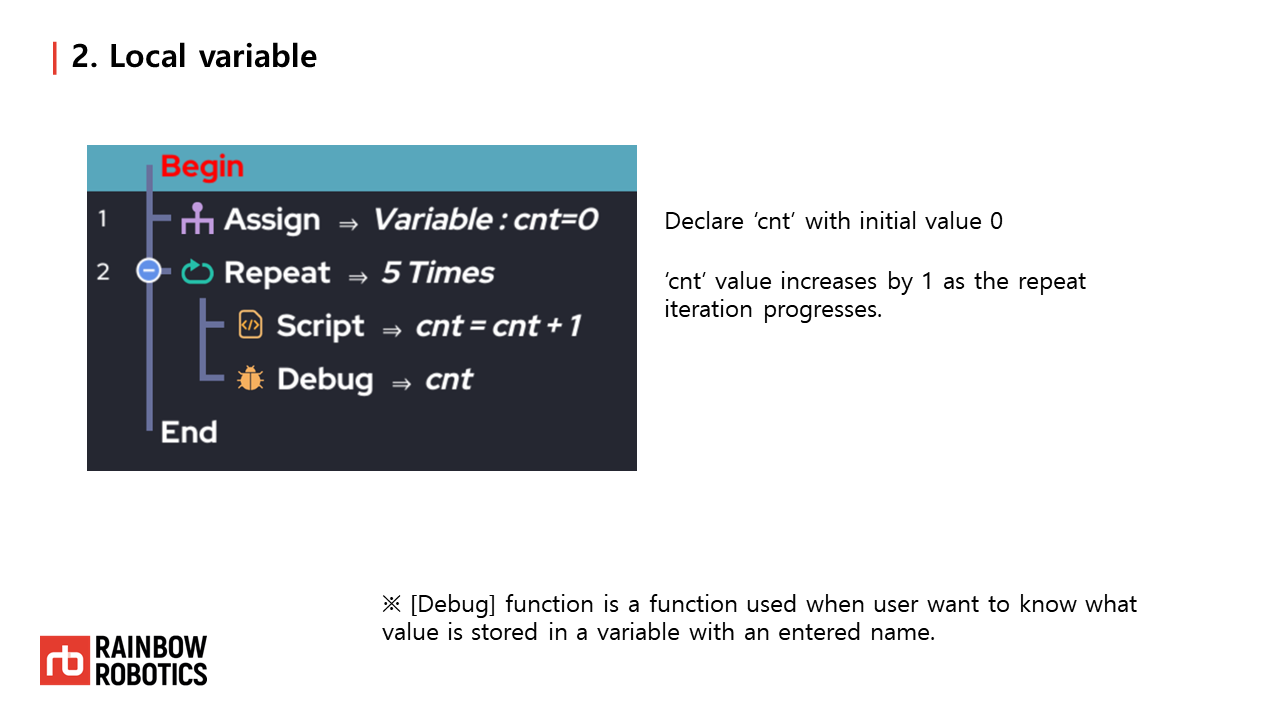 2. Local variable
Begin
1 Assign ⇒ Variable : cnt=0
2 Repeat ⇒ 5 Times
Script ⇒ cnt = cnt + 1
Debug ⇒ cnt
End
Declare ‘cnt’ with initial value 0
‘cnt’ value increases by 1 as the repeat
iteration progresses.
※ [Debug] function is a function used when user want to know what
value is stored in a variable with an entered name.
rb RAINBOW
ROBOTICS